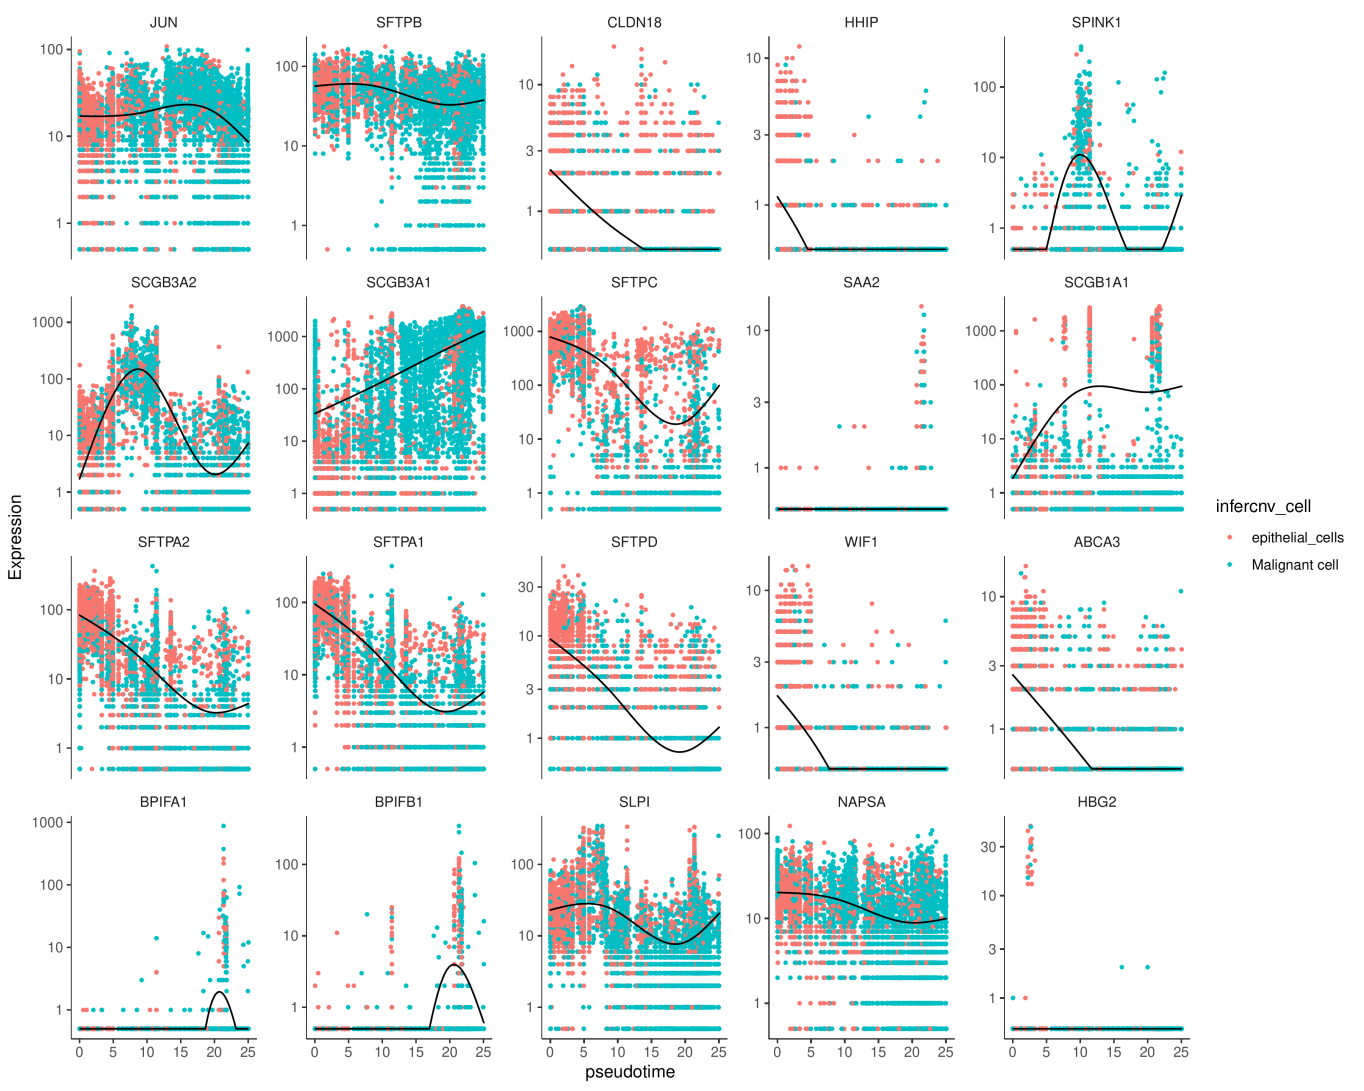 JUN SFTPB CLDN18 HHIP SPINK1
100 10 1
100 10 1
10 3 1
10 3 1
100 10 1
SCGB3A2 SCGB3A1 SFTPC SAA2 SCGB1A1
1000 100 10 1
1000 100 10 1
1000 100 10 1
10 3 1
1000 100 10 1
SFTPA2 SFTPA1 SFTPD WIF1 ABCA3
100 10 1
100 10 1
30 10 3 1
10 3 1
10 3 1
BPIFA1 BPIFB1 SLPI NAPSA HBG2
1000 100 10 1
100 10 1
100 10 1
100 10 1
30 10 3 1
0 5 10 15 20 25 0 5 10 15 20 25 0 5 10 15 20 25 0 5 10 15 20 25 0 5 10 15 20 25
pseudotime
Expression
infercnv_cell
epithelial_cells
Malignant cell